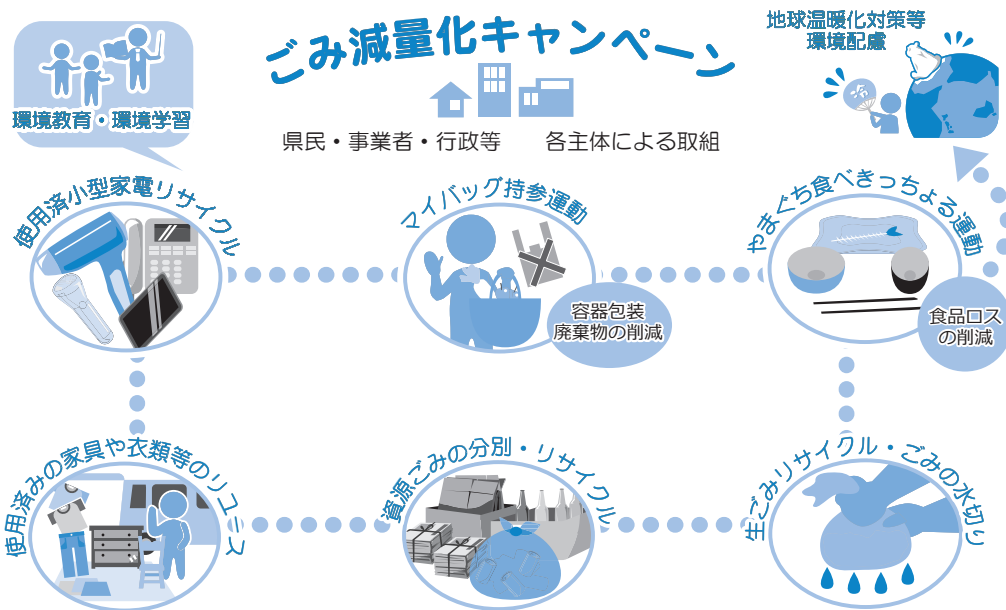 ごみ減量化キャンペーン
県民・事業者・行政等　各主体による取組
環境教育・環境学習
地球温暖化対策等
環境配慮
冷
使用済小型家電リサイクル
マイバッグ持参運動
容器包装
廃棄物の削減
やまぐち食べきっちょる運動
食品ロス
の削減
使用済みの家具や衣類等のリユース
資源ごみの分別・リサイクル
生ごみリサイクル・ごみの水切り